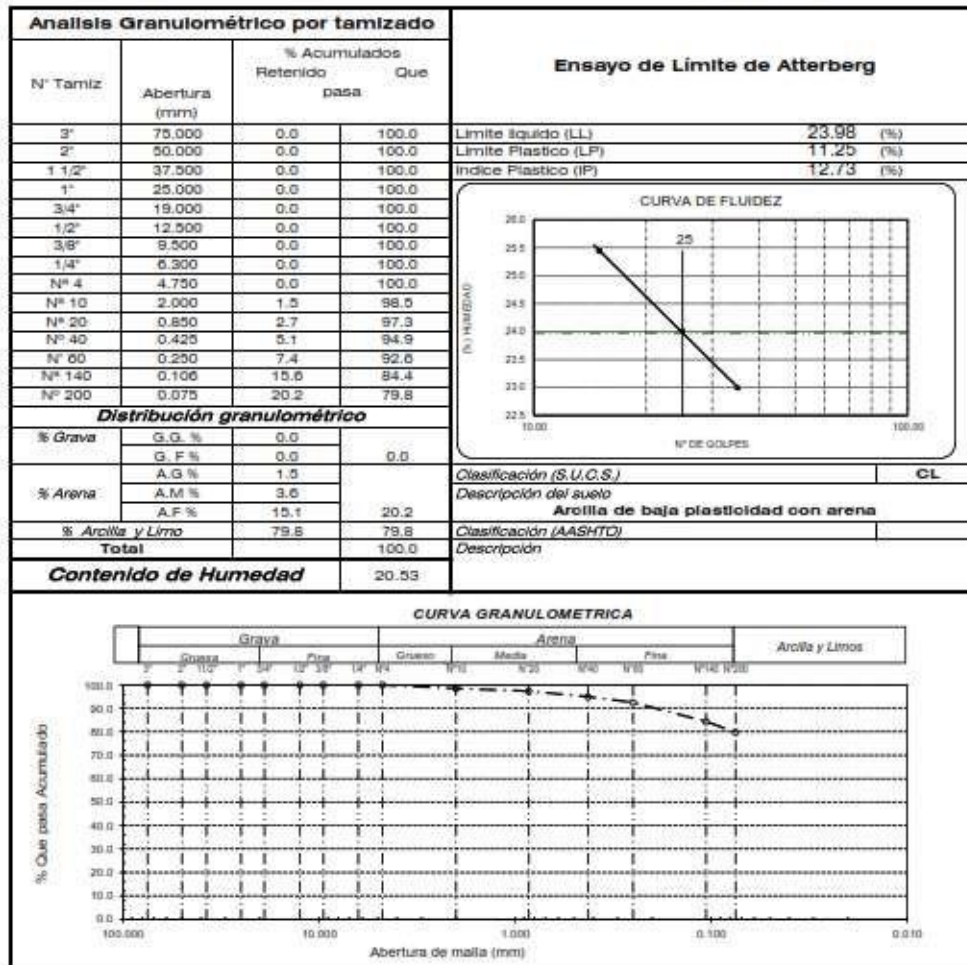 Analisis Granulométrico por tamizado
N° Tamiz
Abertura
(mm)
% Acumulados
Retenido Que
pasa
3" 75.000 0.0 100.0
2" 50.000 0.0 100.0
1 1/2" 37.500 0.0 100.0
1" 25.000 0.0 100.0
3/4" 19.000 0.0 100.0
1/2" 12.500 0.0 100.0
3/8" 9.500 0.0 100.0
1/4" 6.300 0.0 100.0
Nº 4 4.750 0.0 100.0
Nº 10 2.000 1.5 98.5
Nº 20 0.850 2.7 97.3
Nº 40 0.425 5.1 94.9
N° 60 0.250 7.4 92.6
Nº 140 0.106 15.6 84.4
Nº 200 0.075 20.2 79.8
Distribución granulométrico
% Grava G.G. % 0.0
G. F % 0.0 0.0
A.G % 1.5
% Arena A.M % 3.6
A.F % 15.1 20.2
% Arcilla y Limo 79.8 79.8
Total 100.0
Contenido de Humedad 20.53
Ensayo de Límite de Atterberg
Limite liquido (LL) 23.98 (%)
Limite Plastico (LP) 11.25 (%)
Indice Plastico (IP) 12.73 (%)
CURVA DE FLUIDEZ
26.0
25.5
25.0
24.5
24.0
23.5
23.0
22.5
25
(%) HUMEDAD
10.00 100.00
N° DE GOLPES
Clasificación (S.U.C.S.) CL
Descripción del suelo
Arcilla de baja plasticidad con arena
Clasificación (AASHTO)
Descripción
CURVA GRANULOMETRICA
Grava Arena Arcilla y Limos
Gruesa Fina Grueso Media Fina
3" 2" 11/2" 1" 3/4" 1/2" 3/8" 1/4" N°4 N°10 N°20 N°40 N°60 N°140 N°200
100.0
90.0
80.0
70.0
60.0
50.0
40.0
30.0
20.0
10.0
0.0
% Que pasa Acumulado
100.000 10.000 1.000 0.100 0.010
Abertura de malla (mm)